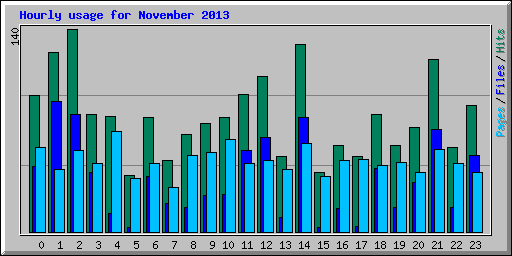 Hourly usage for November 2013
140
Pages/Files/Hits
0 1 2 3 4 5 6 7 8 9 10 11 12 13 14 15 16 17 18 19 20 21 22 23